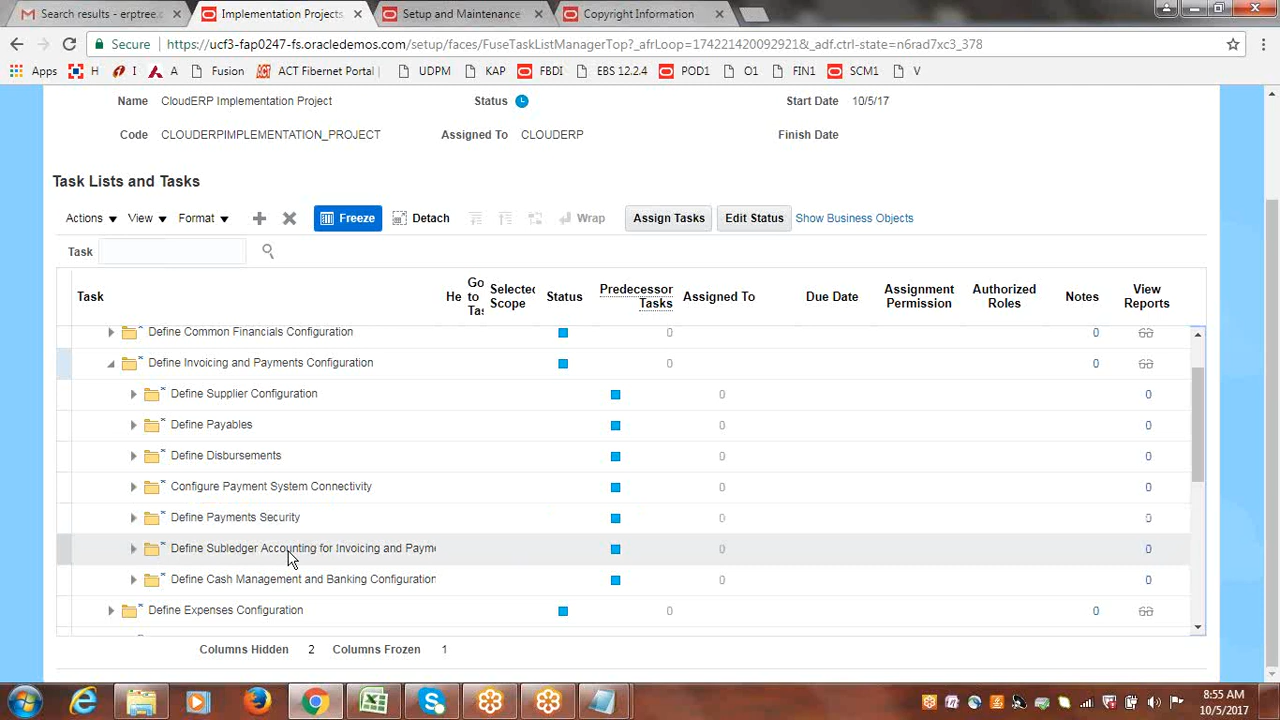 Search results - erptree.c
Implementation Projects
Setup and Maintenance
Copyright Information
Secure
https://ucf3-fap0247-fs.oracledemos.com/setup/faces/FuseTaskListManagerTop?_afrLoop=1742214300929218_adf.ctrl-state=n6rad7xc3_378
Apps H I A Fusion ACT Fibernet Portal UDPM KAP FBDI EBS 12.2.4 POD1 O1 FIN1 SCM1 V
Name CloudERP Implementation Project Status Start Date 10/5/17
Code CLOUDERPIMPLEMENTATION_PROJECT Assigned To CLOUDERP Finish Date
Task Lists and Tasks
Actions View Format Freeze Detach Wrap Assign Tasks Edit Status Show Business Objects
Task
Task He Go to Tas Selected Scope Status Predecessor Tasks Assigned To Due Date Assignment Permission Authorized Roles Notes View Reports
Define Common Financials Configuration 0 0
Define Invoicing and Payments Configuration 0 0
Define Supplier Configuration 0 0
Define Payables 0 0
Define Disbursements 0 0
Configure Payment System Connectivity 0 0
Define Payments Security 0 0
Define Subledger Accounting for Invoicing and Payme 0 0
Define Cash Management and Banking Configuration 0 0
Define Expenses Configuration 0 0
Columns Hidden 2 Columns Frozen 1
8:55 AM
10/5/2017